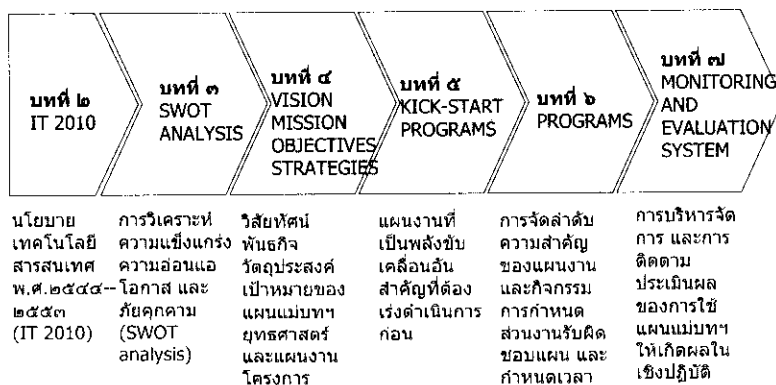 บทที่ ๒
IT 2010
บทที่ ๓
SWOT
ANALYSIS
บทที่ ๔
VISION
MISSION
OBJECTIVES
STRATEGIES
บทที่ ๕
KICK-START
PROGRAMS
บทที่ ๖
PROGRAMS
บทที่ ๗
MONITORING
AND
EVALUATION
SYSTEM
นโยบาย
เทคโนโลยี
สารสนเทศ
พ.ศ.๒๕๔๔--
๒๕๕๓
(IT 2010)
การวิเคราะห์
ความแข็งแกร่ง
ความอ่อนแอ
โอกาส และ
ภัยคุกคาม
(SWOT
analysis)
วิสัยทัศน์
พันธกิจ
วัตถุประสงค์
เป้าหมายของ
แผนแม่บทฯ
ยุทธศาสตร์
และแผนงาน
โครงการ
แผนงานที่
เป็นพลังขับ
เคลื่อนอัน
สำคัญที่ต้อง
เร่งดำเนินการ
ก่อน
การจัดลำดับ
ความสำคัญ
ของแผนงาน
และกิจกรรม
การกำหนด
ส่วนงานรับผิด
ชอบแผน และ
กำหนดเวลา
การบริหารจัด
การ และการ
ติดตาม
ประเมินผล
ของการใช้
แผนแม่บทฯ
ให้เกิดผลใน
เชิงปฏิบัติ